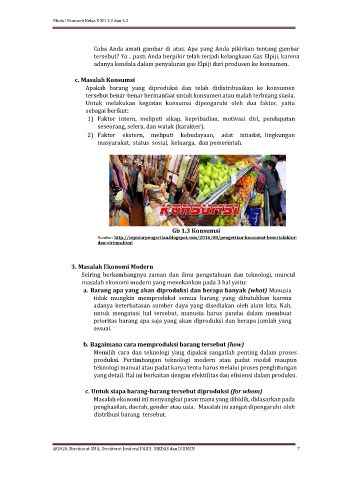 Modul Ekonomi Kelas X KD 3.2 dan 4.2
Coba Anda amati gambar di atas. Apa yang Anda pikirkan tentang gambar
tersebut? Ya... pasti Anda berpikir telah terjadi kelangkaan Gas Elpiji, karena
adanya kendala dalam penyaluran gas Elpiji dari produsen ke konsumen.
c. Masalah Konsumsi
Apakah barang yang diproduksi dan telah didistribusikan ke konsumen
tersebut benar-benar bermanfaat untuk konsumen atau malah terbuang siasia.
Untuk melakukan kegiatan konsumsi dipengaruhi oleh dua faktor, yaitu
sebagai berikut:
1) Faktor intern, meliputi sikap, kepribadian, motivasi diri, pendapatan
seseorang, selera, dan watak (karakter).
2) Faktor ekstern, meliputi kebudayaan, adat istiadat, lingkungan
masyarakat, status sosial, keluarga, dan pemerintah.
KONSUMSI
Gb 1.3 Konsumsi
Sumber: http://seputarpengertian.blogspot.com/2016/08/pengertian-konsumsi-besertafaktor-
dan-cirinya.html
3. Masalah Ekonomi Modern
Seiring berkembangnya zaman dan ilmu pengetahuan dan teknologi, muncul
masalah ekonomi modern yang menekankan pada 3 hal yaitu:
a. Barang apa yang akan diproduksi dan berapa banyak (what) Manusia
tidak mungkin memproduksi semua barang yang dibutuhkan karena
adanya keterbatasan sumber daya yang disediakan oleh alam kita. Nah,
untuk mengatasi hal tersebut, manusia harus pandai dalam membuat
prioritas barang apa saja yang akan diproduksi dan berapa jumlah yang
sesuai.
b. Bagaimana cara memproduksi barang tersebut (how)
Memilih cara dan teknologi yang dipakai sangatlah penting dalam proses
produksi. Pertimbangan teknologi modern atau padat modal maupun
teknologi manual atau padat karya tentu harus melalui proses penghitungan
yang detail. Hal ini berkaitan dengan efektifitas dan efisiensi dalam produksi.
c. Untuk siapa barang-barang tersebut diproduksi (for whom)
Masalah ekonomi ini menyangkut pasar mana yang dibidik, didasarkan pada
penghasilan, daerah, gender atau usia. Masalah ini sangat dipengaruhi oleh
distribusi barang tersebut.
@2020, Direktorat SMA, Direktorat Jenderal PAUD, DIKDAS dan DIKMEN 7